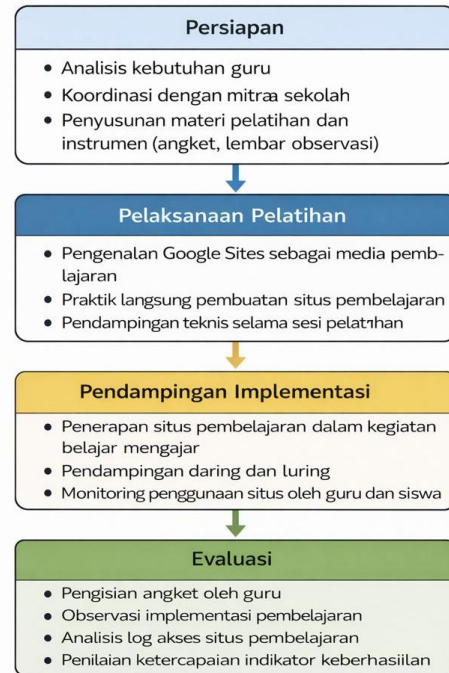 Persiapan
• Analisis kebutuhan guru
• Koordinasi dengan mitraa sekolah
• Penyusunan materi pelatihan dan
instrumen (angket, lembar observasi)
Pelaksanaan Pelatihan
• Pengenalan Google Sites sebagai media pemb-
lajaran
• Praktik langsung pembuatan situs pembelajaran
• Pendampingan teknis selama sesi pelatihan
Pendampingan Implementasi
• Penerapan situs pembelajaran dalam kegiatan
belajar mengajar
• Pendampingan daring dan luring
• Monitoring penggunaan situs oleh guru dan siswa
Evaluasi
• Pengisian angket oleh guru
• Observasi implementasi pembelajaran
• Analisis log akses situs pembelajaran
• Penilaian ketercapaian indikator keberhasiilan